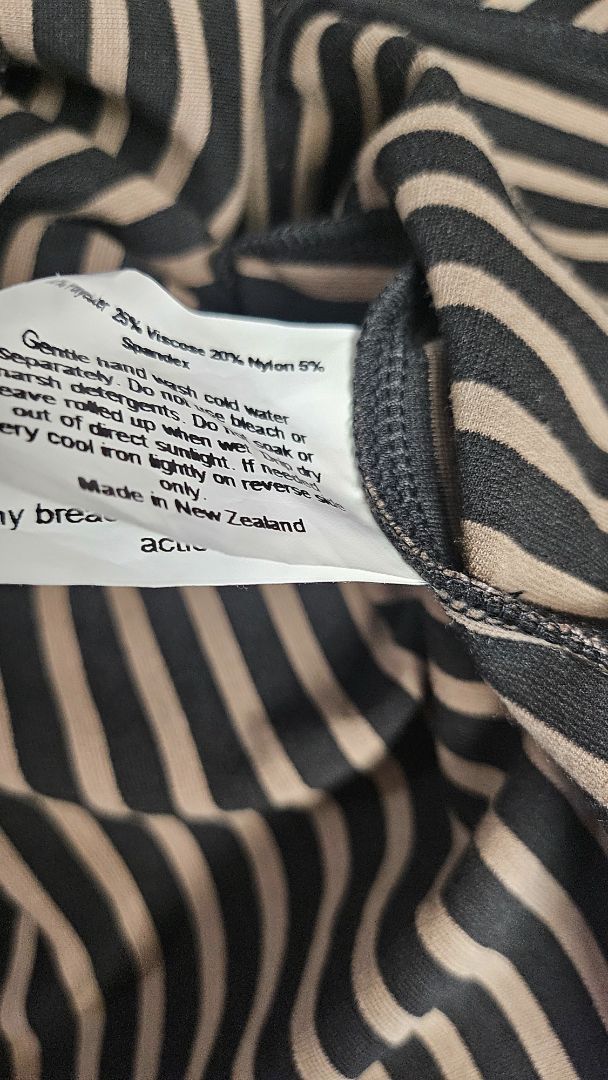 25% Viscose 20% Nylon 5%
Spandex
Gentle hand wash cold water
separately. Do not use bleach or
harsh detergents. Do not soak or
leave rolled up when wet. Drip dry
out of direct sunlight. If needed
very cool iron lightly on reverse side
only.
Made in New Zealand